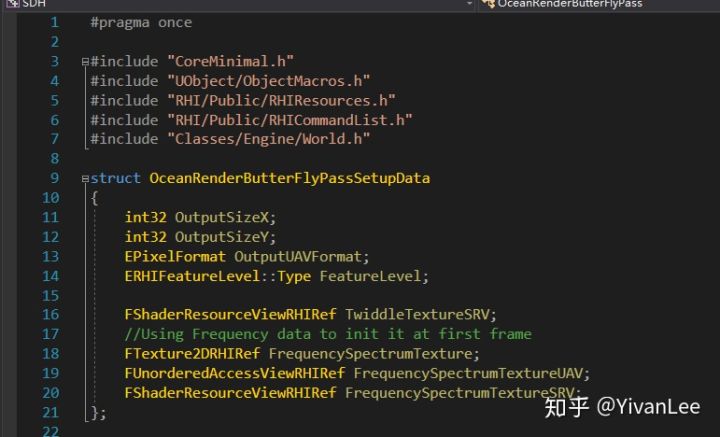 SDH
OceanRenderButterFlyPass
1 #pragma once
2
3 #include "CoreMinimal.h"
4 #include "UObject/ObjectMacros.h"
5 #include "RHI/Public/RHIResources.h"
6 #include "RHI/Public/RHICommandList.h"
7 #include "Classes/Engine/World.h"
8
9 struct OceanRenderButterFlyPassSetupData
10 {
11 int32 OutputSizeX;
12 int32 OutputSizeY;
13 EPixelFormat OutputUAVFormat;
14 ERHIFeatureLevel::Type FeatureLevel;
15
16 FShaderResourceViewRHIRef TwiddleTextureSRV;
17 //Using Frequency data to init it at first frame
18 FTexture2DRHIRef FrequencySpectrumTexture;
19 FUnorderedAccessViewRHIRef FrequencySpectrumTextureUAV;
20 FShaderResourceViewRHIRef FrequencySpectrumTextureSRV;
21 };
22
知乎 @YivanLee